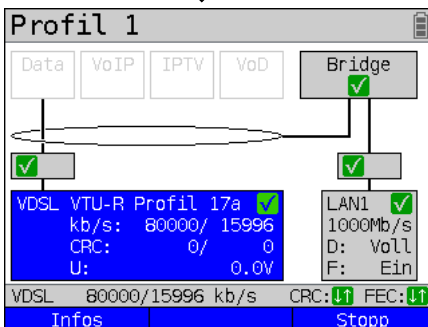 Profil 1
Data VoIP IPTV VoD Bridge
VDSL VTU-R Profil 17a
kb/s: 80000/ 15996
CRC: 0/ 0
U: 0.0V
LAN1
1000Mb/s
D: Voll
F: Ein
VDSL 80000/15996 kb/s CRC: FEC:
Infos Stopp